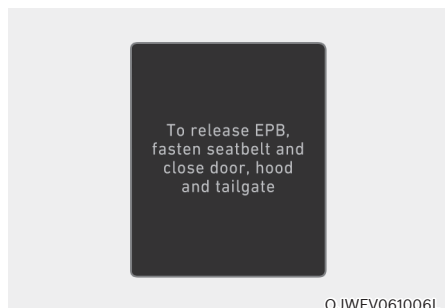 To release EPB,
fasten seatbelt and
close door, hood
and tailgate
OJWEV061006L